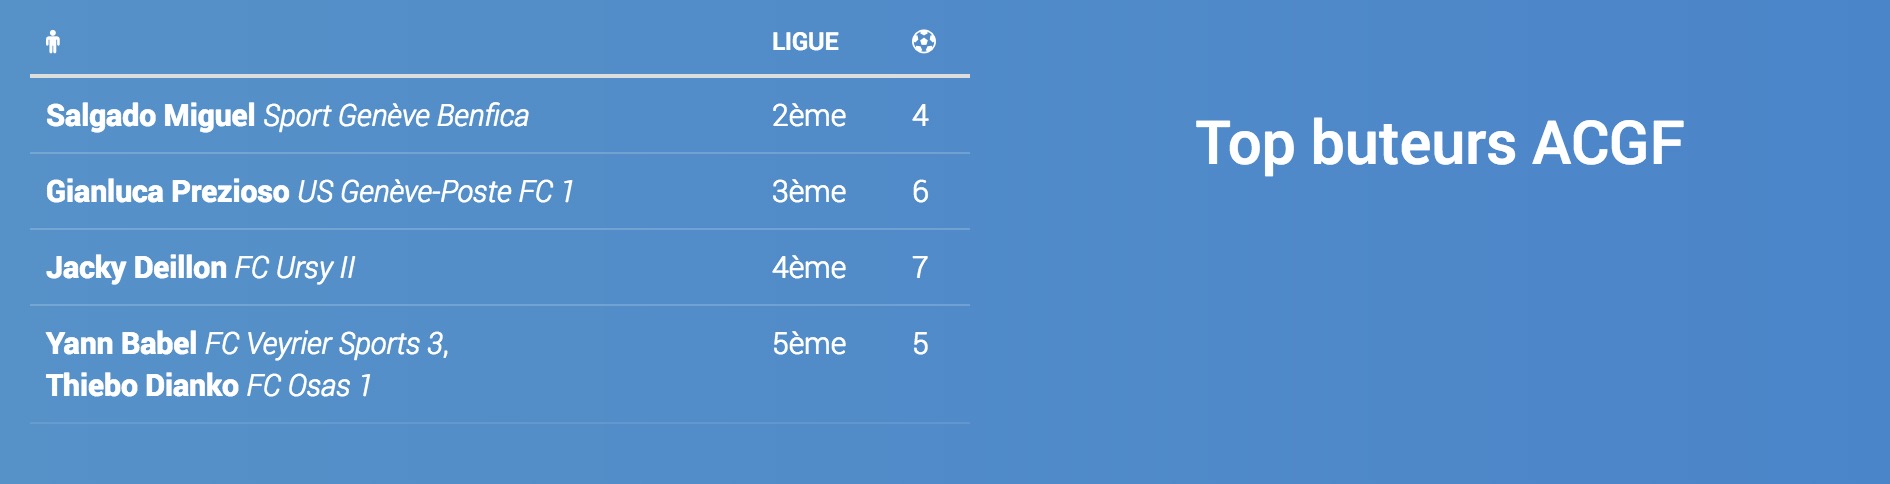 LIGUE
Salgado Miguel Sport Genève Benfica 2ème 4
Gianluca Prezioso US Genève-Poste FC 1 3ème 6
Jacky Deillon FC Ursy II 4ème 7
Yann Babel FC Veyrier Sports 3, 5ème 5
Thiebo Dianko FC Osas 1
Top buteurs ACGF